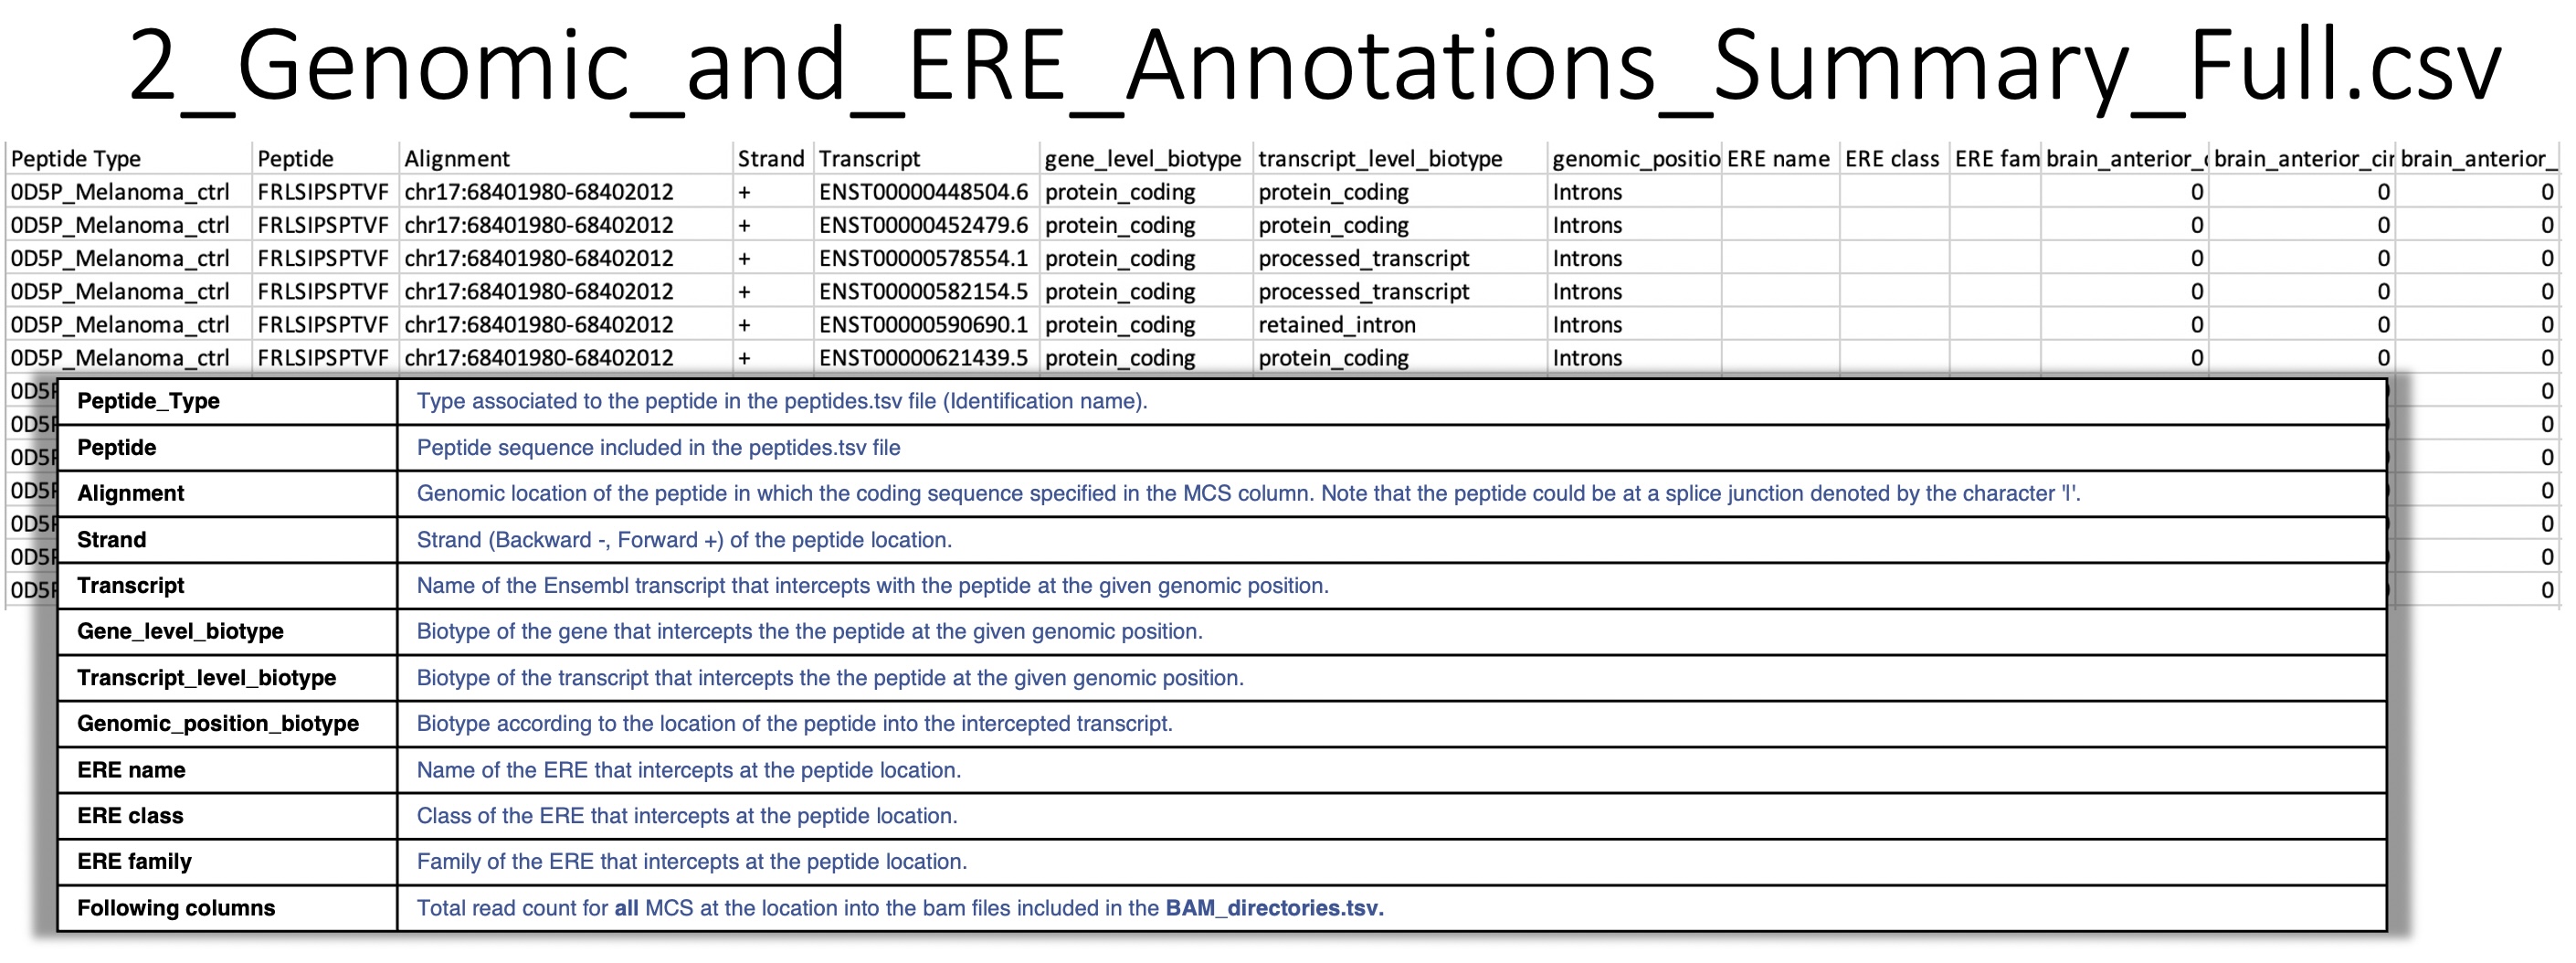 2_Genomic_and_ERE_Annotations_Summary_Full.csv
Peptide Type Peptide Alignment Strand Transcript gene_level_biotype transcript_level_biotype genomic_positio ERE name ERE class ERE fam brain_anterior_ brain_anterior_cir brain_anterior_
0D5P_Melanoma_ctrl FRLSIPSPTVF chr17:68401980-68402012 + ENST00000448504.6 protein_coding protein_coding Introns 0 0 0
0D5P_Melanoma_ctrl FRLSIPSPTVF chr17:68401980-68402012 + ENST00000452479.6 protein_coding protein_coding Introns 0 0 0
0D5P_Melanoma_ctrl FRLSIPSPTVF chr17:68401980-68402012 + ENST00000578554.1 protein_coding processed_transcript Introns 0 0 0
0D5P_Melanoma_ctrl FRLSIPSPTVF chr17:68401980-68402012 + ENST00000582154.5 protein_coding processed_transcript Introns 0 0 0
0D5P_Melanoma_ctrl FRLSIPSPTVF chr17:68401980-68402012 + ENST00000590690.1 protein_coding retained_intron Introns 0 0 0
0D5P_Melanoma_ctrl FRLSIPSPTVF chr17:68401980-68402012 + ENST00000621439.5 protein_coding protein_coding Introns 0 0 0
0D5P 0
0D5P 0
0D5P 0
0D5P 0
0D5P 0
0D5P 0
0D5P 0
Peptide_Type Type associated to the peptide in the peptides.tsv file (Identification name).
Peptide Peptide sequence included in the peptides.tsv file
Alignment Genomic location of the peptide in which the coding sequence specified in the MCS column. Note that the peptide could be at a splice junction denoted by the character 'l'.
Strand Strand (Backward -, Forward +) of the peptide location.
Transcript Name of the Ensembl transcript that intercepts with the peptide at the given genomic position.
Gene_level_biotype Biotype of the gene that intercepts the the peptide at the given genomic position.
Transcript_level_biotype Biotype of the transcript that intercepts the the peptide at the given genomic position.
Genomic_position_biotype Biotype according to the location of the peptide into the intercepted transcript.
ERE name Name of the ERE that intercepts at the peptide location.
ERE class Class of the ERE that intercepts at the peptide location.
ERE family Family of the ERE that intercepts at the peptide location.
Following columns Total read count for all MCS at the location into the bam files included in the BAM_directories.tsv.